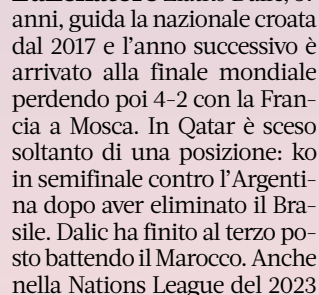 anni, guida la nazionale croata
dal 2017 e l'anno successivo è
arrivato alla finale mondiale
perdendo poi 4-2 con la Fran-
cia a Mosca. In Qatar è sceso
soltanto di una posizione: ko
in semifinale contro l'Argenti-
na dopo aver eliminato il Bra-
sile. Dalic ha finito al terzo po-
sto battendo il Marocco. Anche
nella Nations League del 2023